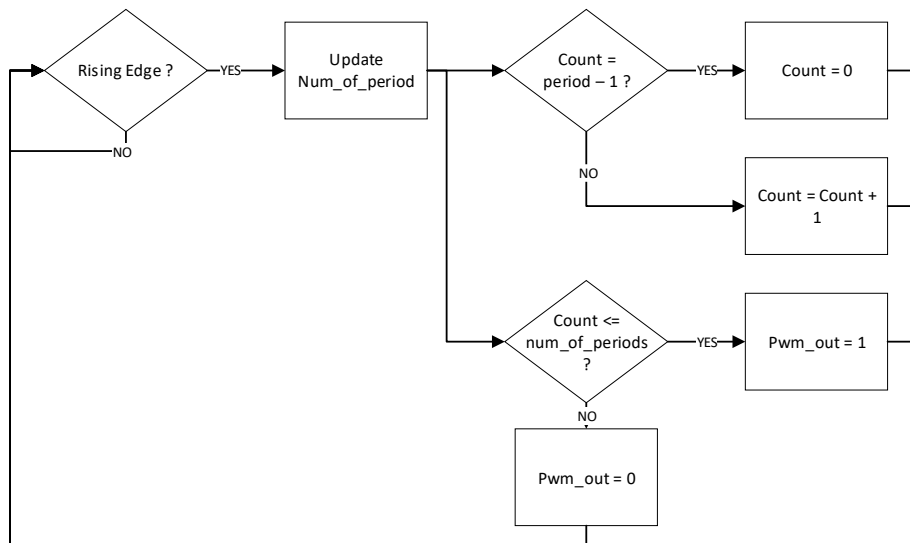 Rising Edge ?
YES
Update
Num_of_period
Count =
period – 1 ?
YES
Count = 0
NO
NO
Count = Count +
1
Count <=
num_of_periods
?
YES
Pwm_out = 1
NO
Pwm_out = 0